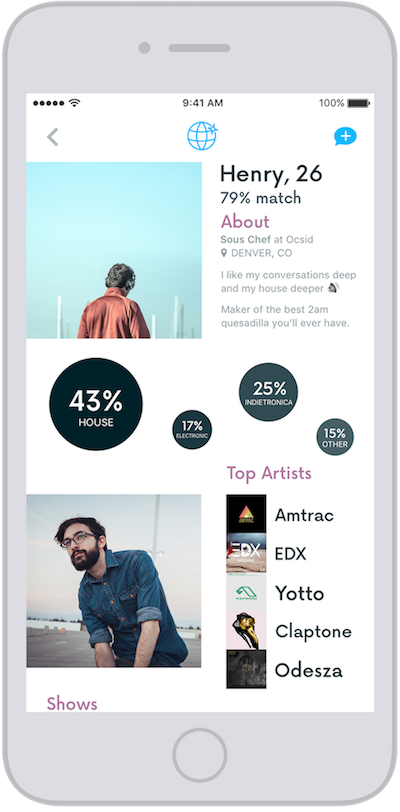 9:41 AM
100%
Henry, 26
79% match
About
Sous Chef at Ocsid
DENVER, CO
I like my conversations deep
and my house deeper
Maker of the best 2am
quesadilla you'll ever have.
43%
HOUSE
17%
ELECTRONIC
25%
INDIETRONICA
15%
OTHER
Top Artists
AMTRAC
Amtrac
EDX
EDX
Yotto
Claptone
Odesza
Shows